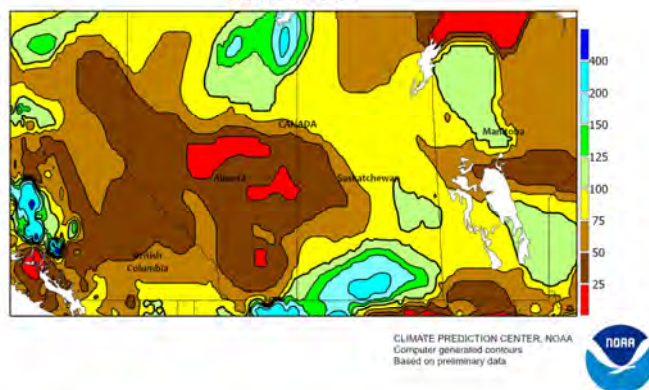 CANADA
Manitoba
Alberta
Saskatchewan
British
Columbia
400
200
150
125
100
75
50
25
CLIMATE PREDICTION CENTER, NOAA
Computer generated contours
Based on preliminary data
NOAA